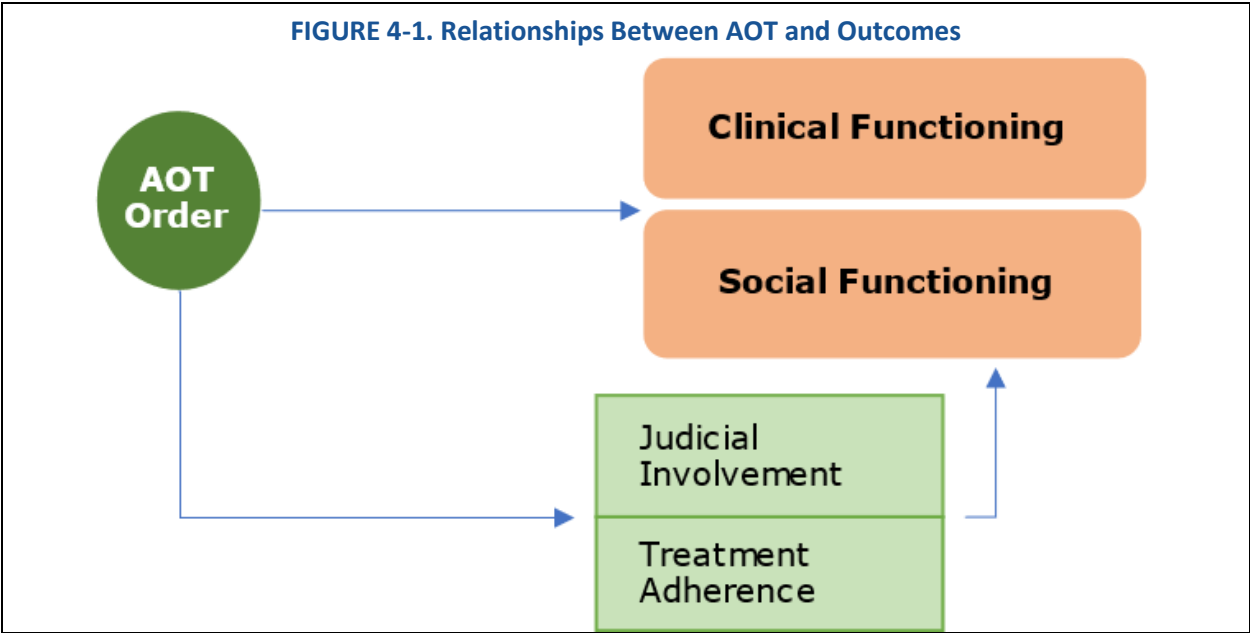 FIGURE 4-1. Relationships Between AOT and Outcomes
AOT
Order
Clinical Functioning
Social Functioning
Judicial
Involvement
Treatment
Adherence